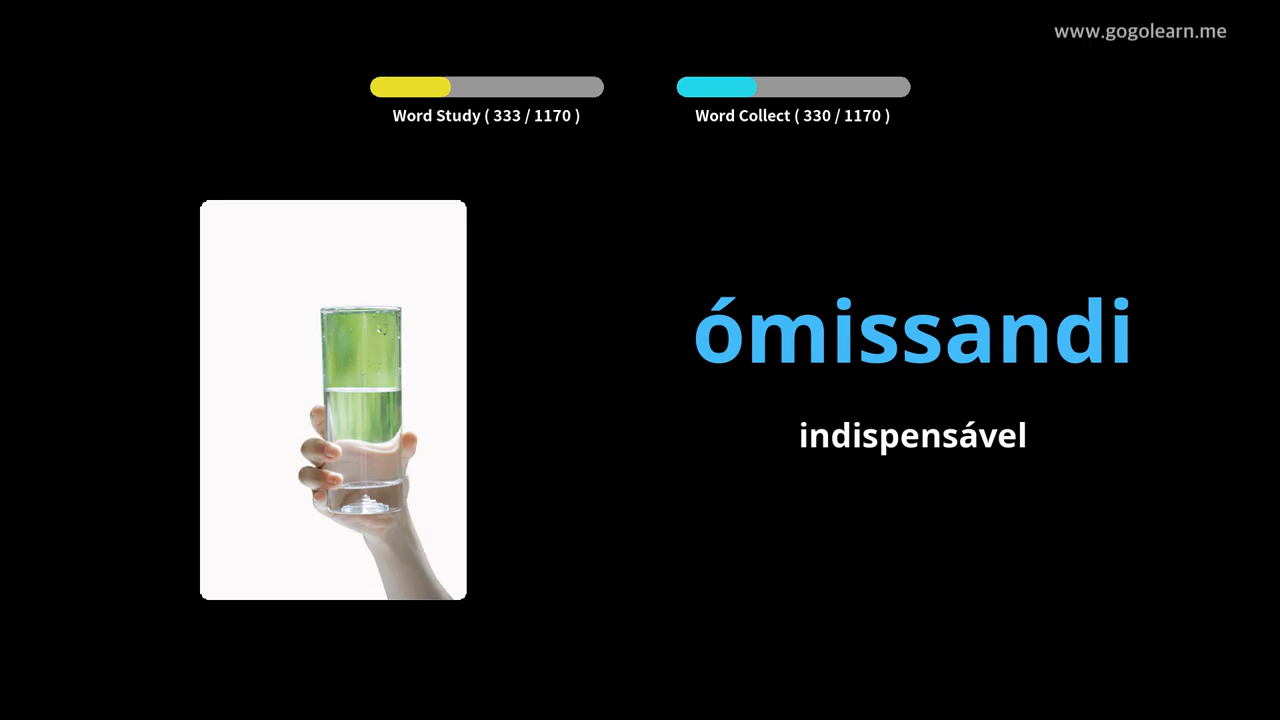 www.gogolearn.me
Word Study ( 333 / 1170 )
Word Collect ( 330 / 1170 )
ómissandi
indispensável